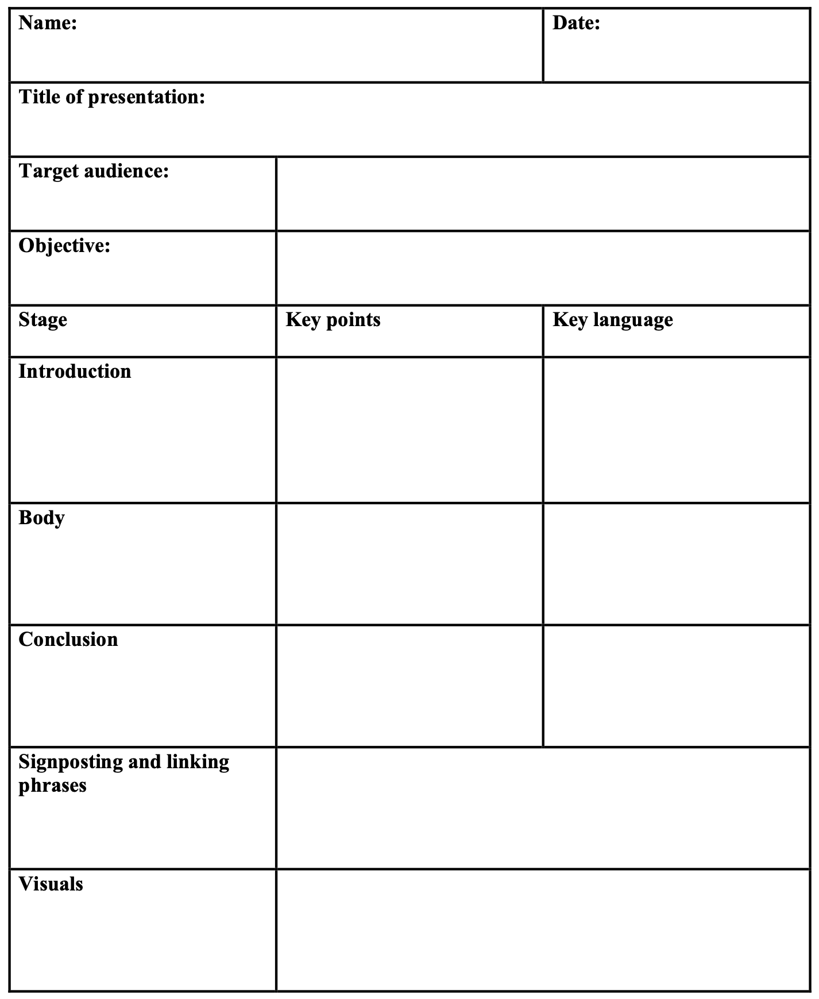 Name:
Date:
Title of presentation:
Target audience:
Objective:
Stage
Key points
Key language
Introduction
Body
Conclusion
Signposting and linking
phrases
Visuals